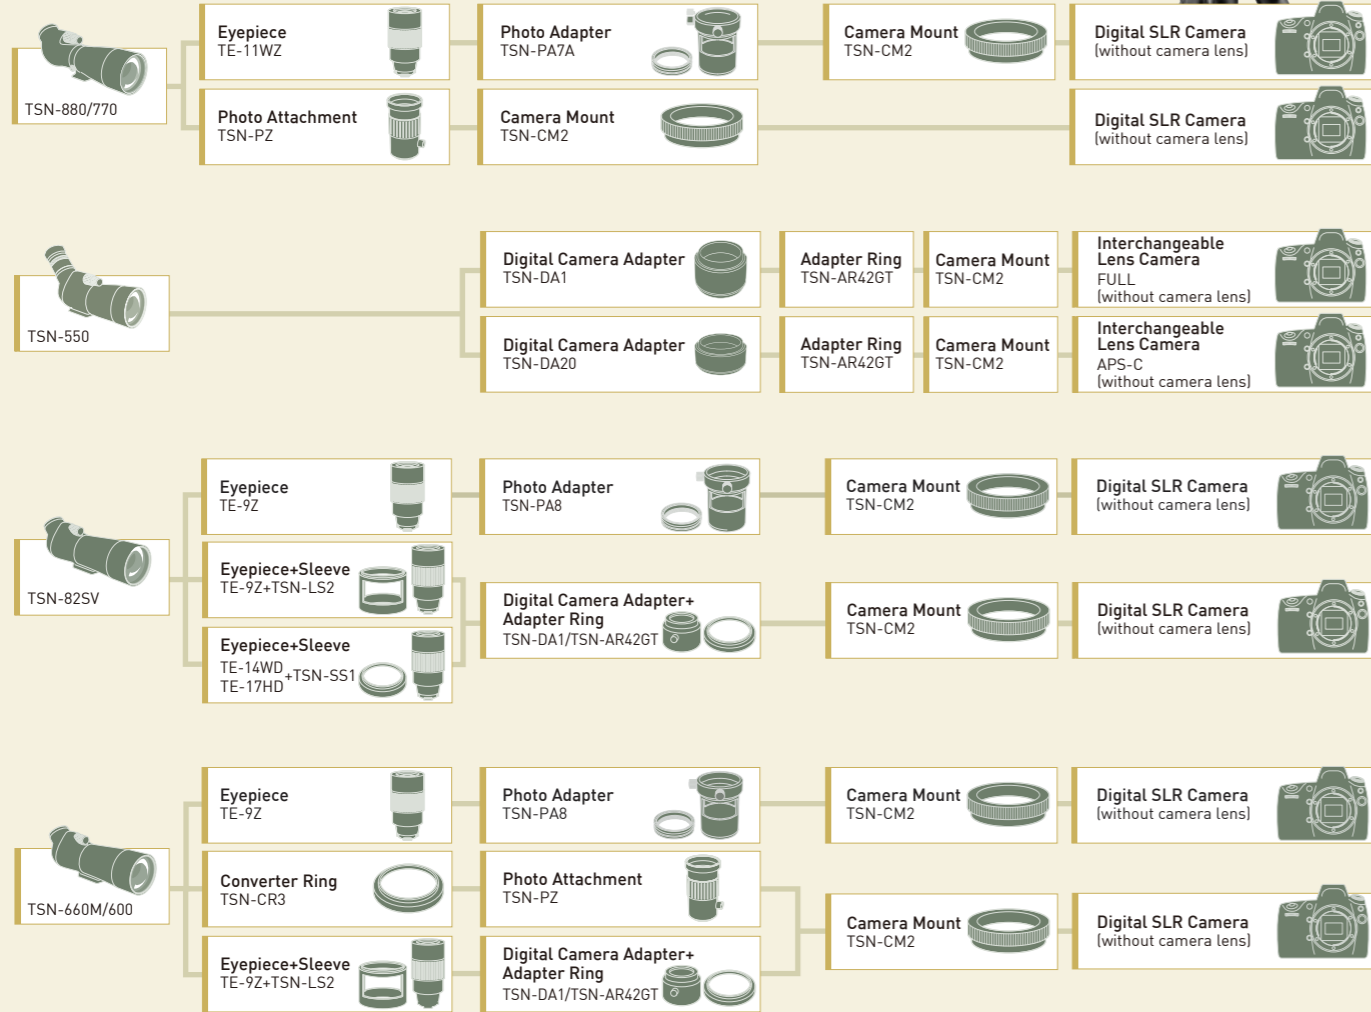 TSN-880/770
Eyepiece
TE-11WZ
Photo Adapter
TSN-PA7A
Camera Mount
TSN-CM2
Digital SLR Camera
(without camera lens)
Photo Attachment
TSN-PZ
Camera Mount
TSN-CM2
Digital SLR Camera
(without camera lens)
TSN-550
Digital Camera Adapter
TSN-DA1
Adapter Ring
TSN-AR42GT
Camera Mount
TSN-CM2
Interchangeable
Lens Camera
FULL
(without camera lens)
Digital Camera Adapter
TSN-DA20
Adapter Ring
TSN-AR42GT
Camera Mount
TSN-CM2
Interchangeable
Lens Camera
APS-C
(without camera lens)
TSN-82SV
Eyepiece
TE-9Z
Photo Adapter
TSN-PA8
Camera Mount
TSN-CM2
Digital SLR Camera
(without camera lens)
Eyepiece+Sleeve
TE-9Z+TSN-LS2
Eyepiece+Sleeve
TE-14WD
TE-17HD
+TSN-SS1
Digital Camera Adapter+
Adapter Ring
TSN-DA1/TSN-AR42GT
Camera Mount
TSN-CM2
Digital SLR Camera
(without camera lens)
TSN-660M/600
Eyepiece
TE-9Z
Photo Adapter
TSN-PA8
Camera Mount
TSN-CM2
Digital SLR Camera
(without camera lens)
Converter Ring
TSN-CR3
Photo Attachment
TSN-PZ
Eyepiece+Sleeve
TE-9Z+TSN-LS2
Digital Camera Adapter+
Adapter Ring
TSN-DA1/TSN-AR42GT
Camera Mount
TSN-CM2
Digital SLR Camera
(without camera lens)